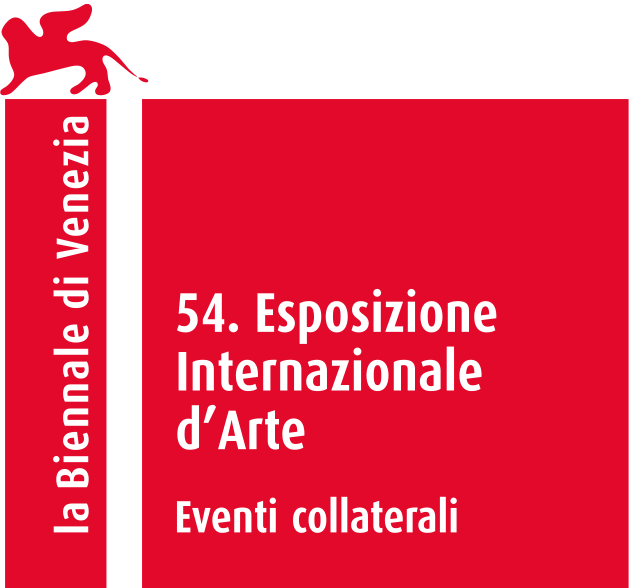 la Biennale di Venezia
54. Esposizione
Internazionale
d’Arte
Eventi collaterali